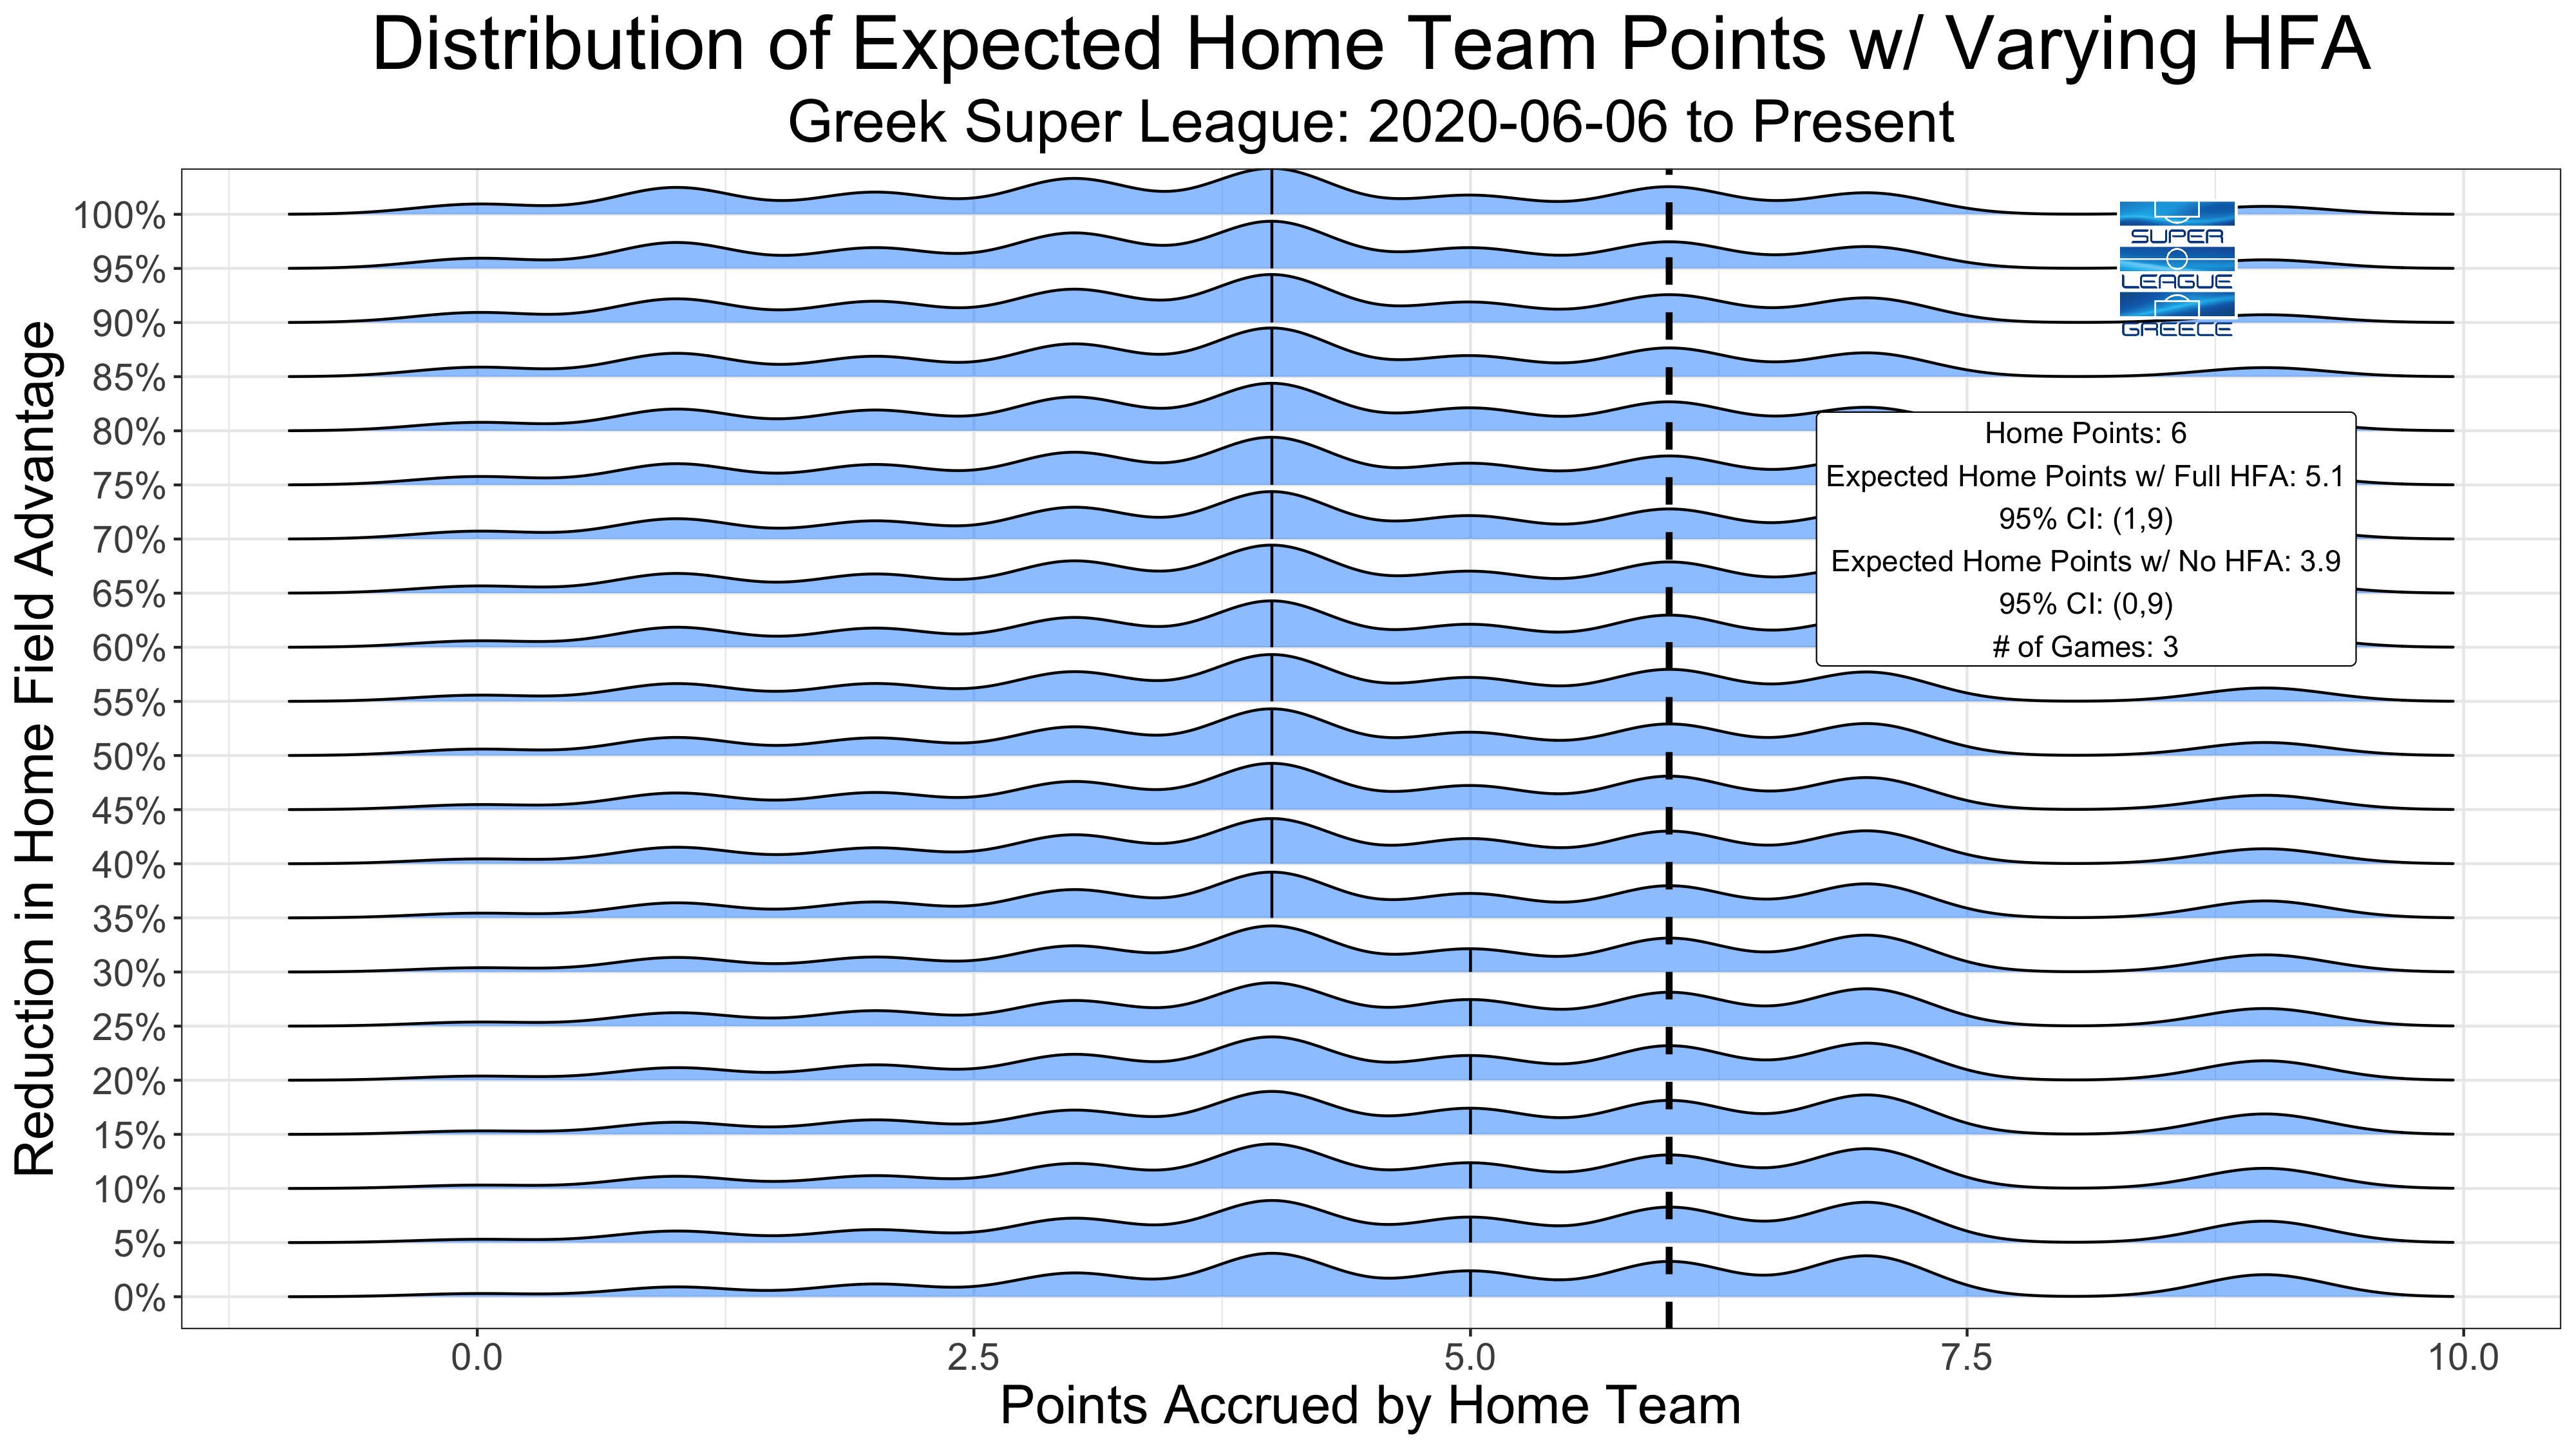 Distribution of Expected Home Team Points w/ Varying HFA
Greek Super League: 2020-06-06 to Present
Reduction in Home Field Advantage
100%
95%
90%
85%
80%
75%
70%
65%
60%
55%
50%
45%
40%
35%
30%
25%
20%
15%
10%
5%
0%
SUPER
LEAGUE
GREECE
Home Points: 6
Expected Home Points w/ Full HFA: 5.1
95% CI: (1,9)
Expected Home Points w/ No HFA: 3.9
95% CI: (0,9)
# of Games: 3
0.0
2.5
5.0
7.5
10.0
Points Accrued by Home Team